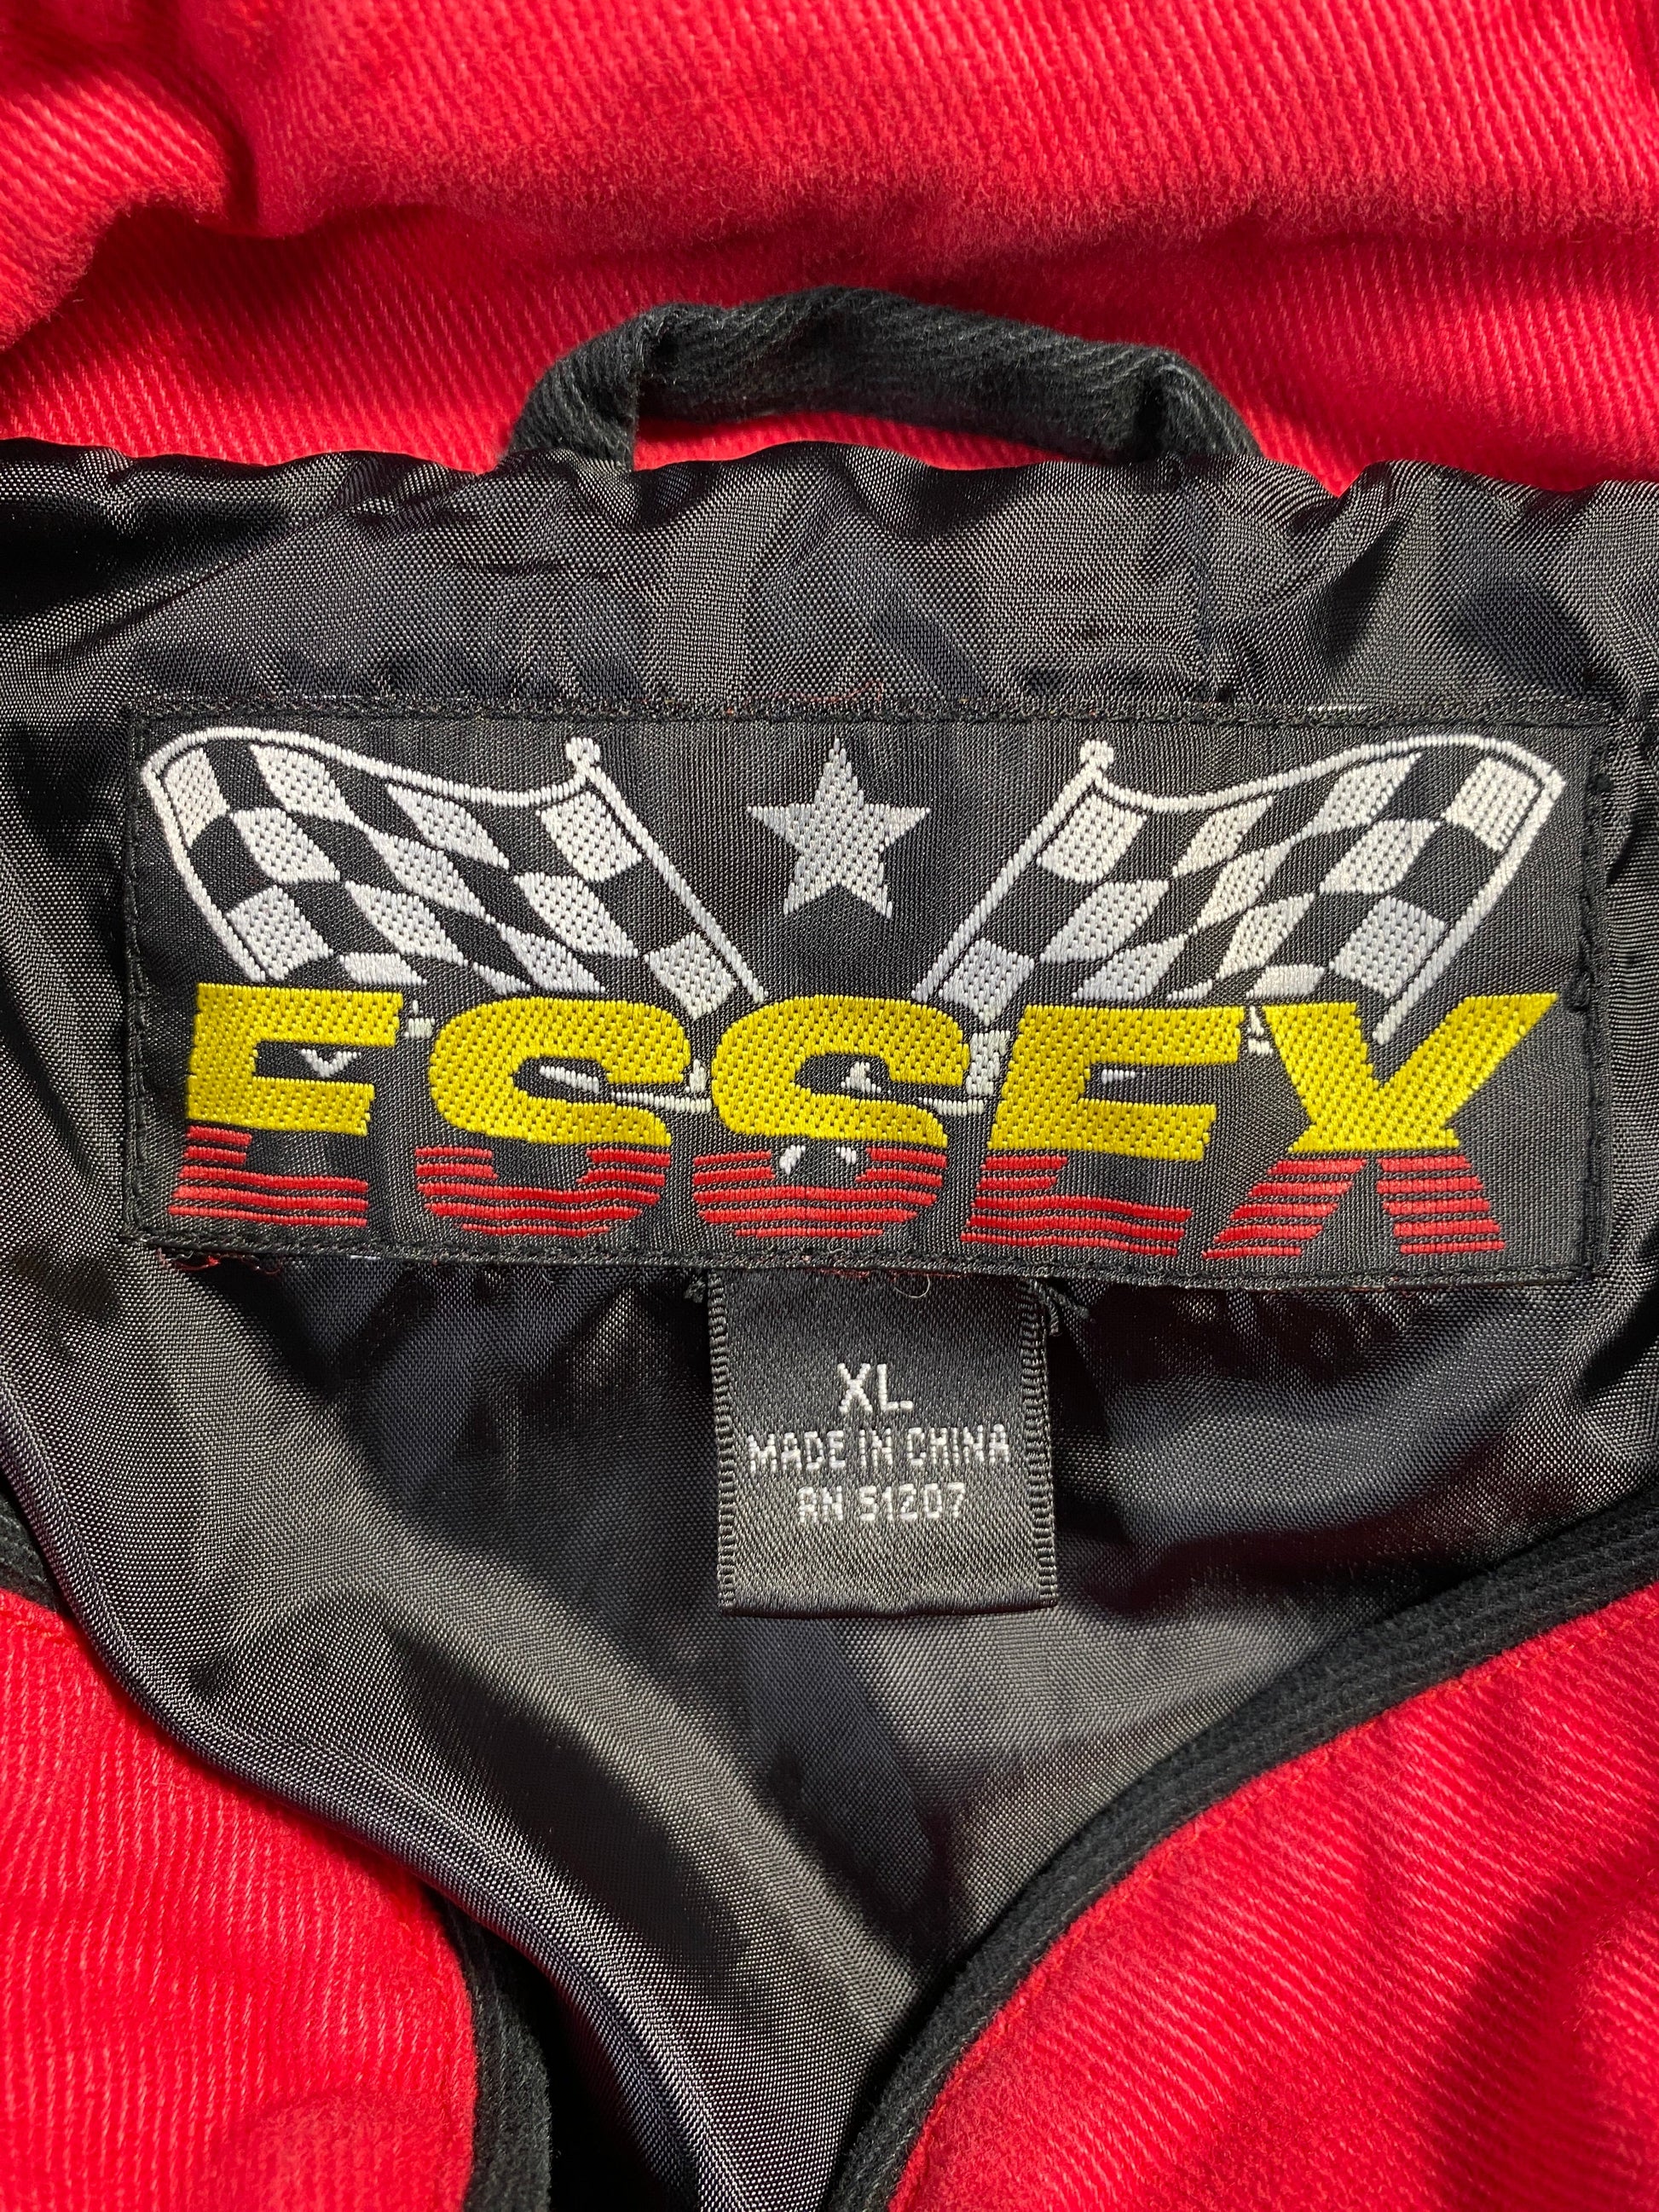 ESSEX
XL
MADE IN CHINA
RN 51207